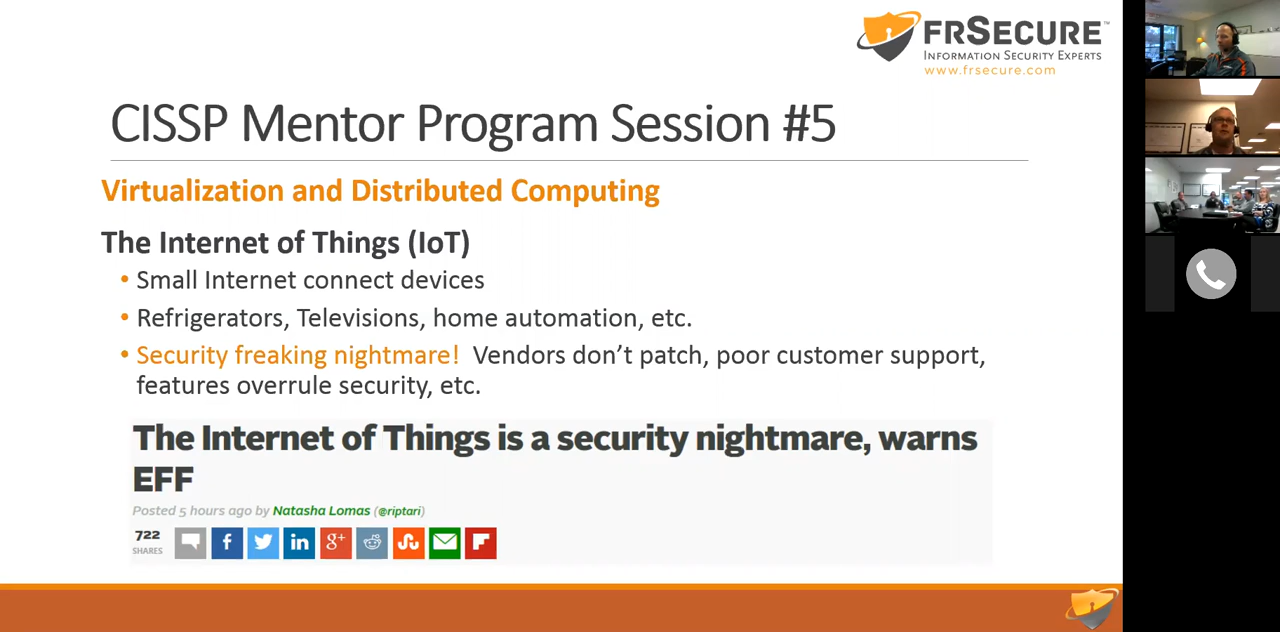 FRSECURE™
INFORMATION SECURITY EXPERTS
www.frsecure.com
CISSP Mentor Program Session #5
Virtualization and Distributed Computing
The Internet of Things (IoT)
• Small Internet connect devices
• Refrigerators, Televisions, home automation, etc.
• Security freaking nightmare! Vendors don't patch, poor customer support,
features overrule security, etc.
The Internet of Things is a security nightmare, warns
EFF
Posted 5 hours ago by Natasha Lomas (@riptari)
722
SHARES
f
in
g+